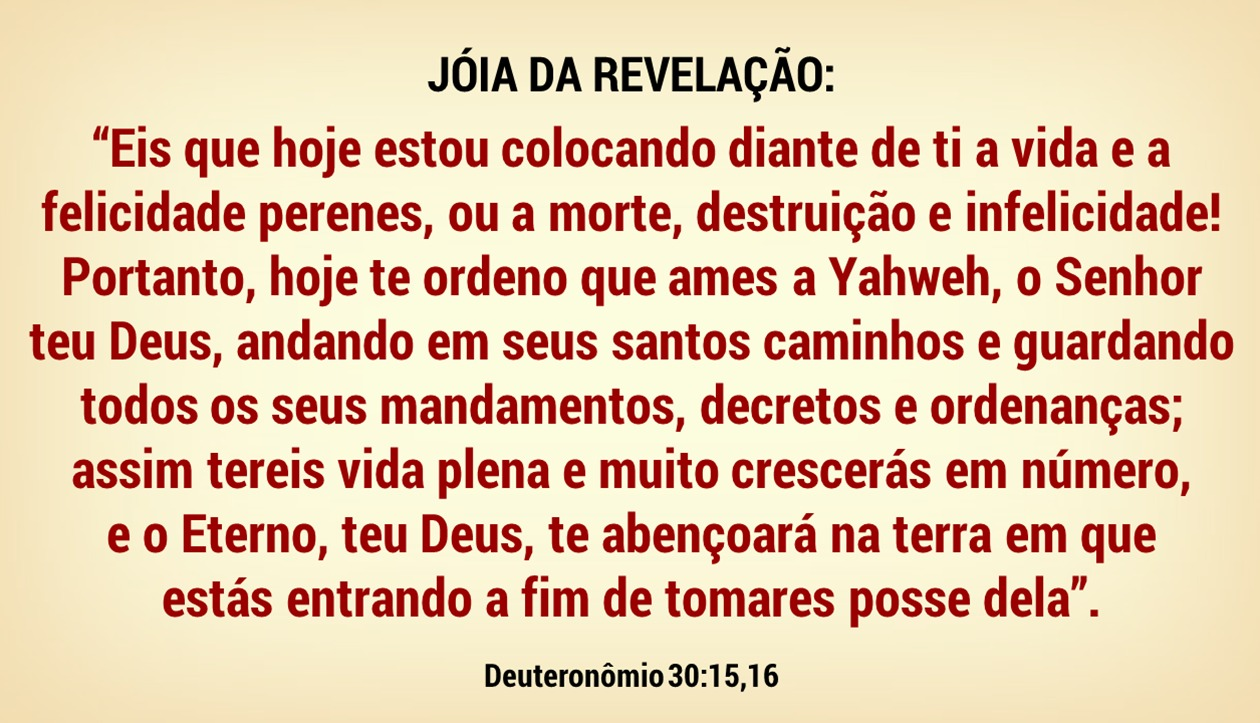 JÓIA DA REVELAÇÃO:
“Eis que hoje estou colocando diante de ti a vida e a
felicidade perenes, ou a morte, destruição e infelicidade!
Portanto, hoje te ordeno que ames a Yahweh, o Senhor
teu Deus, andando em seus santos caminhos e guardando
todos os seus mandamentos, decretos e ordenanças;
assim tereis vida plena e muito crescerás em número,
e o Eterno, teu Deus, te abençoará na terra em que
estás entrando a fim de tomares posse dela”.
Deuteronômio 30:15,16